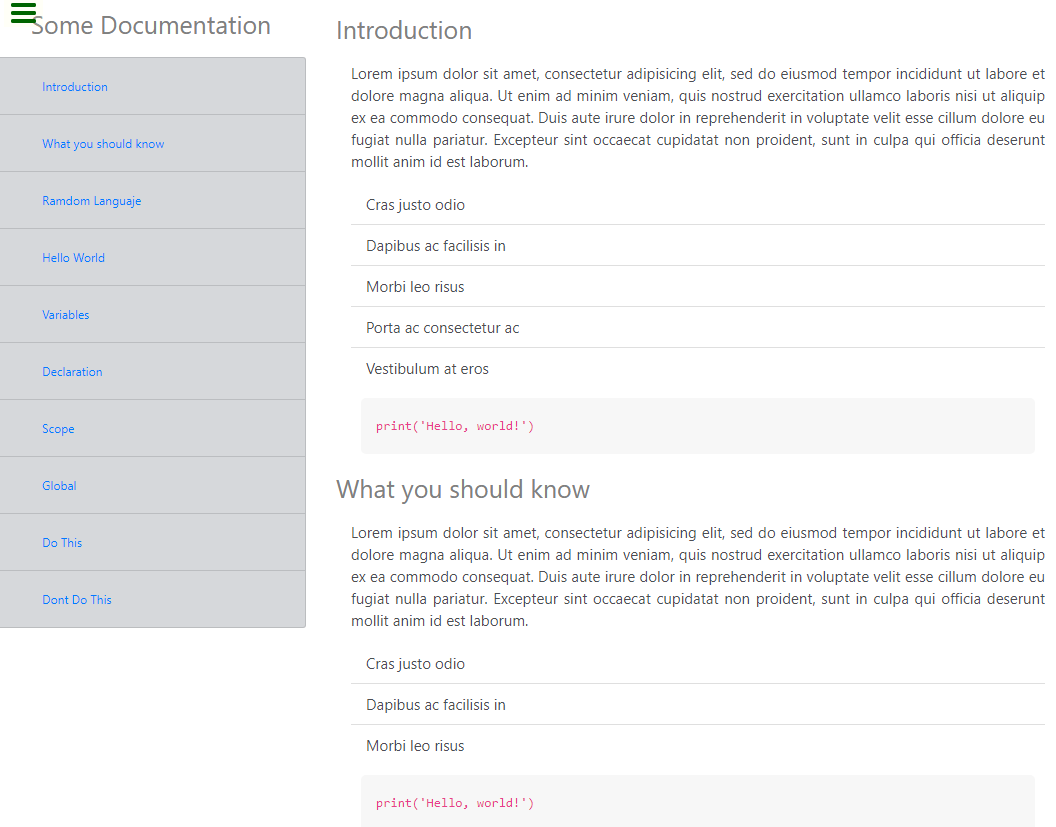 Some Documentation
Introduction
What you should know
Ramdom Languaje
Hello World
Variables
Declaration
Scope
Global
Do This
Dont Do This
Introduction
Lorem ipsum dolor sit amet, consectetur adipisicing elit, sed do eiusmod tempor incididunt ut labore et
dolore magna aliqua. Ut enim ad minim veniam, quis nostrud exercitation ullamco laboris nisi ut aliquip
ex ea commodo consequat. Duis aute irure dolor in reprehenderit in voluptate velit esse cillum dolore eu
fugiat nulla pariatur. Excepteur sint occaecat cupidatat non proident, sunt in culpa qui officia deserunt
mollit anim id est laborum.
Cras justo odio
Dapibus ac facilisis in
Morbi leo risus
Porta ac consectetur ac
Vestibulum at eros
print('Hello, world!')
What you should know
Lorem ipsum dolor sit amet, consectetur adipisicing elit, sed do eiusmod tempor incididunt ut labore et
dolore magna aliqua. Ut enim ad minim veniam, quis nostrud exercitation ullamco laboris nisi ut aliquip
ex ea commodo consequat. Duis aute irure dolor in reprehenderit in voluptate velit esse cillum dolore eu
fugiat nulla pariatur. Excepteur sint occaecat cupidatat non proident, sunt in culpa qui officia deserunt
mollit anim id est laborum.
Cras justo odio
Dapibus ac facilisis in
Morbi leo risus
print('Hello, world!')